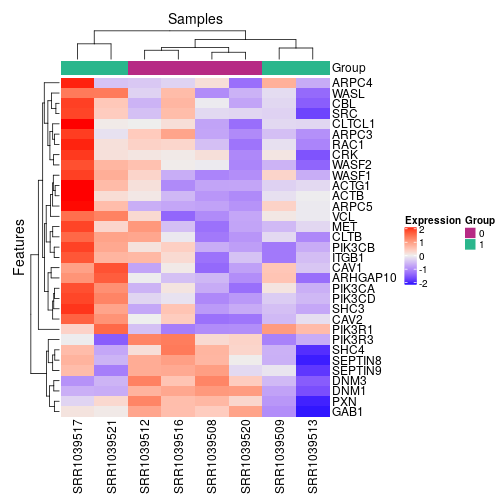 Samples
Group
ARPC4
WASL
CBL
SRC
CLTCL1
ARPC3
RAC1
CRK
WASF2
WASF1
ACTG1
ACTB
ARPC5
VCL
MET
CLTB
PIK3CB
ITGB1
CAV1
ARHGAP10
PIK3CA
PIK3CD
SHC3
CAV2
PIK3R1
PIK3R3
SHC4
SEPTIN8
SEPTIN9
DNM3
DNM1
PXN
GAB1
Features
Expression Group
2 0
1 1
0
-1
-2
SRR1039517
SRR1039521
SRR1039512
SRR1039516
SRR1039508
SRR1039520
SRR1039509
SRR1039513